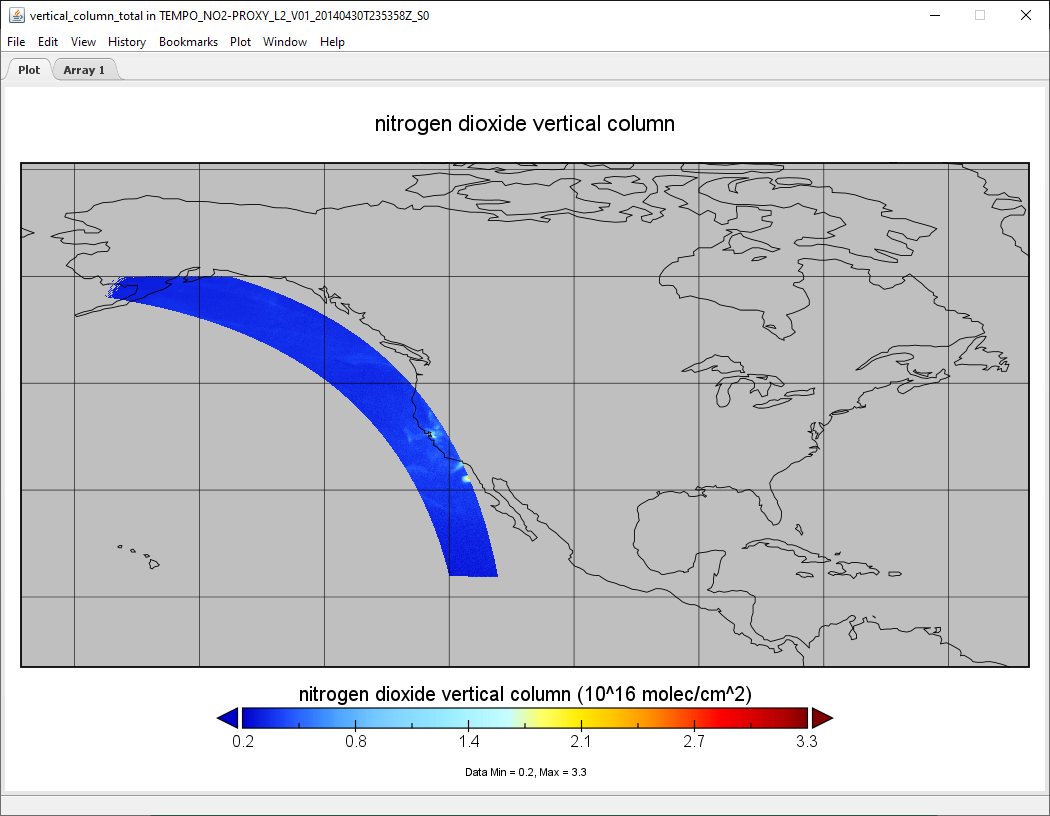 vertical_column_total in TEMPO_NO2-PROXY_L2_V01_20140430T235358Z_S0
File Edit View History Bookmarks Plot Window Help
Plot Array 1
nitrogen dioxide vertical column
nitrogen dioxide vertical column (10^16 molec/cm^2)
0.2 0.8 1.4 2.1 2.7 3.3
Data Min = 0.2, Max = 3.3